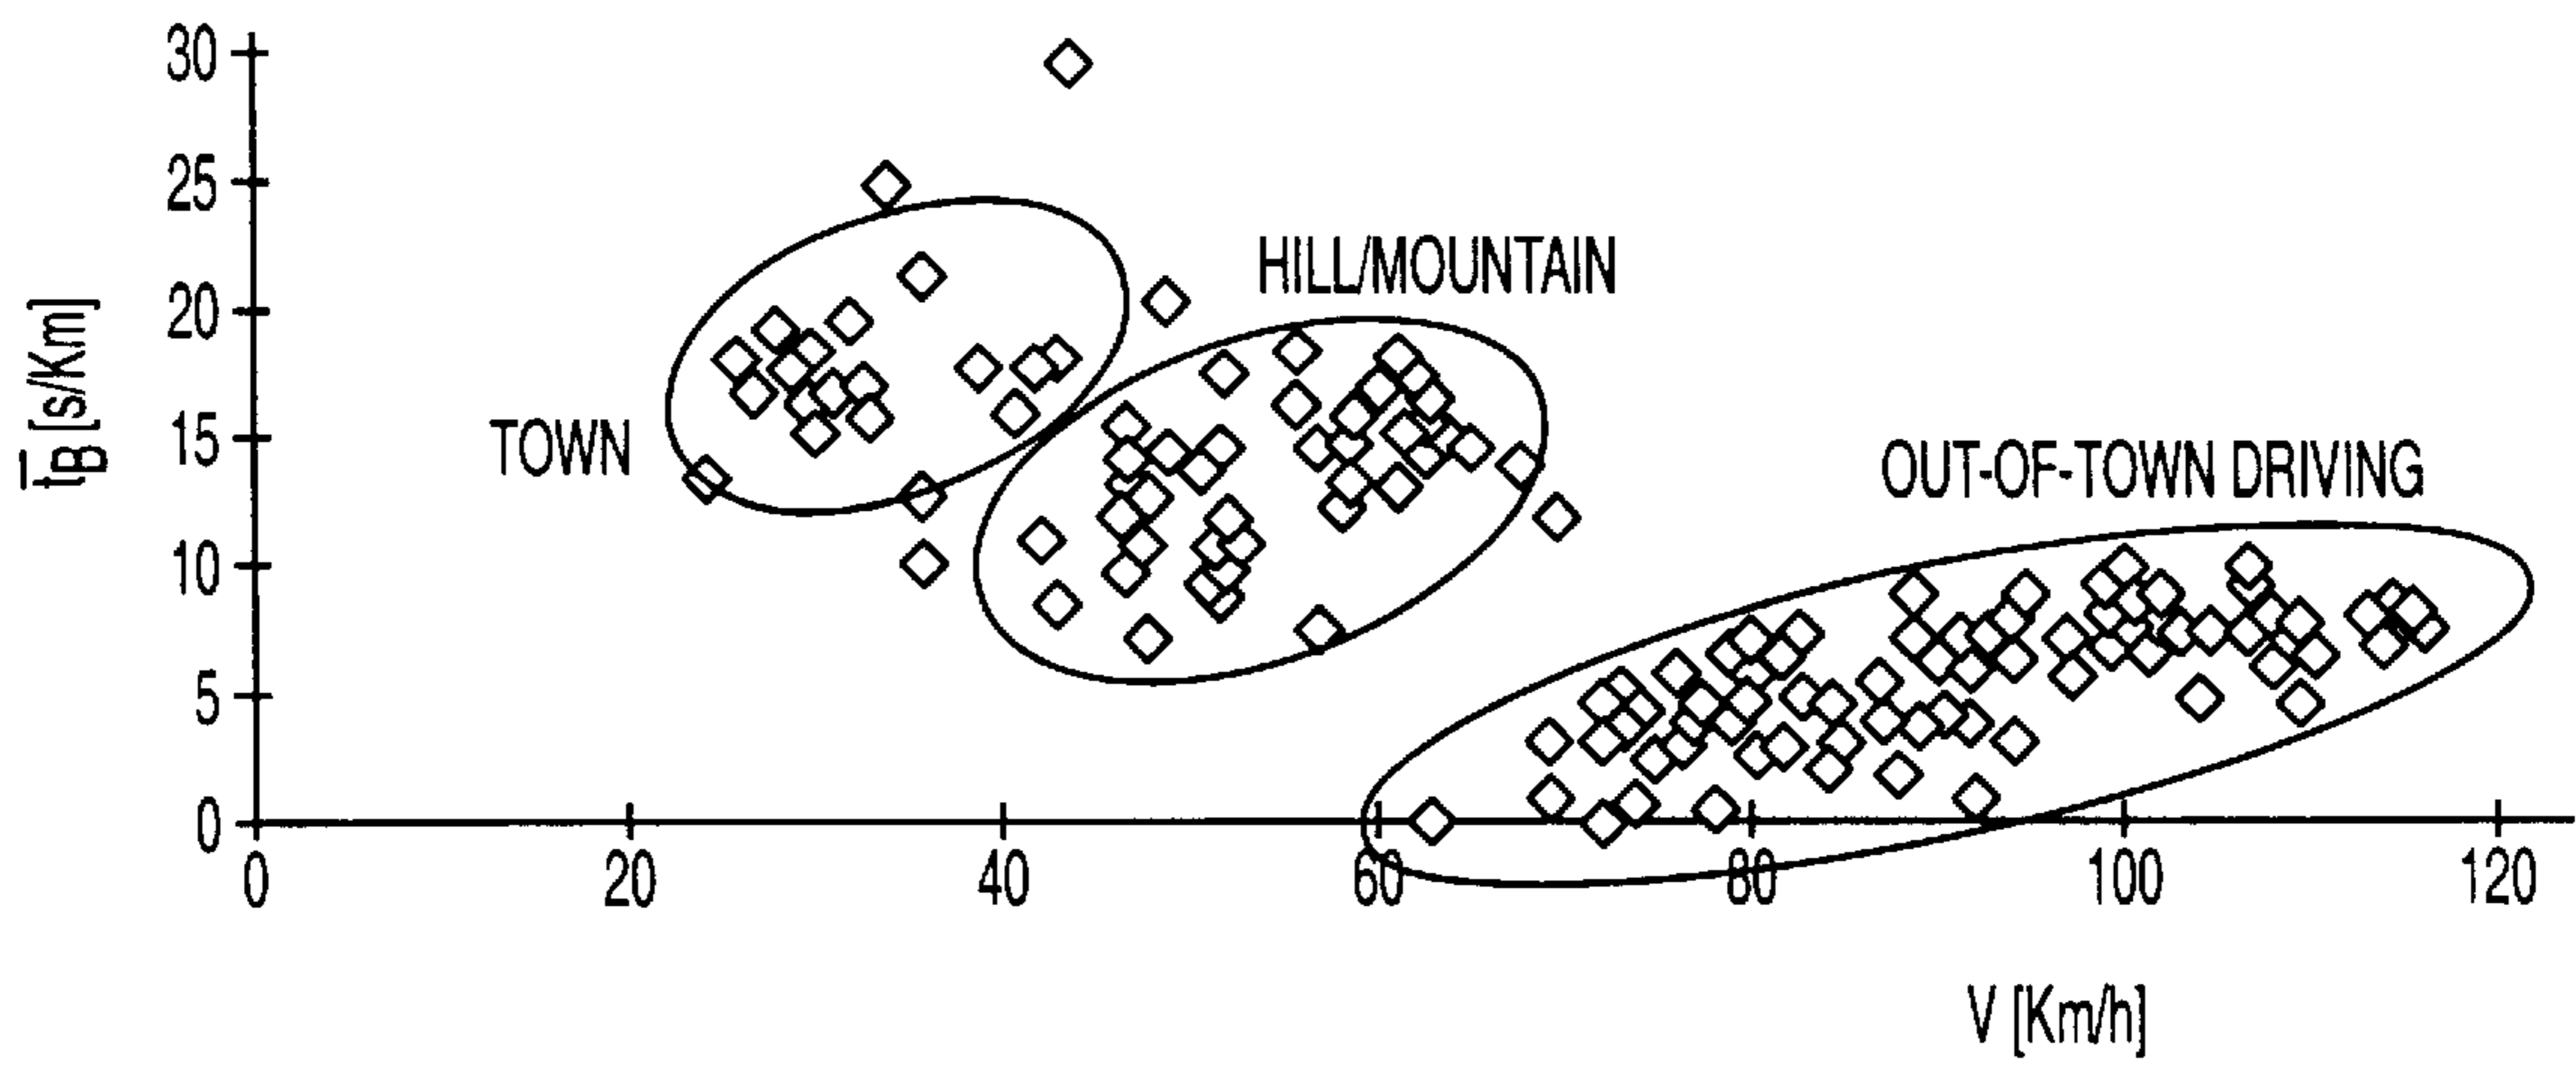 30
25
20
15
10
5
0
t̄B [s/Km]
TOWN
HILL/MOUNTAIN
OUT-OF-TOWN DRIVING
0 20 40 60 80 100 120
V [Km/h]